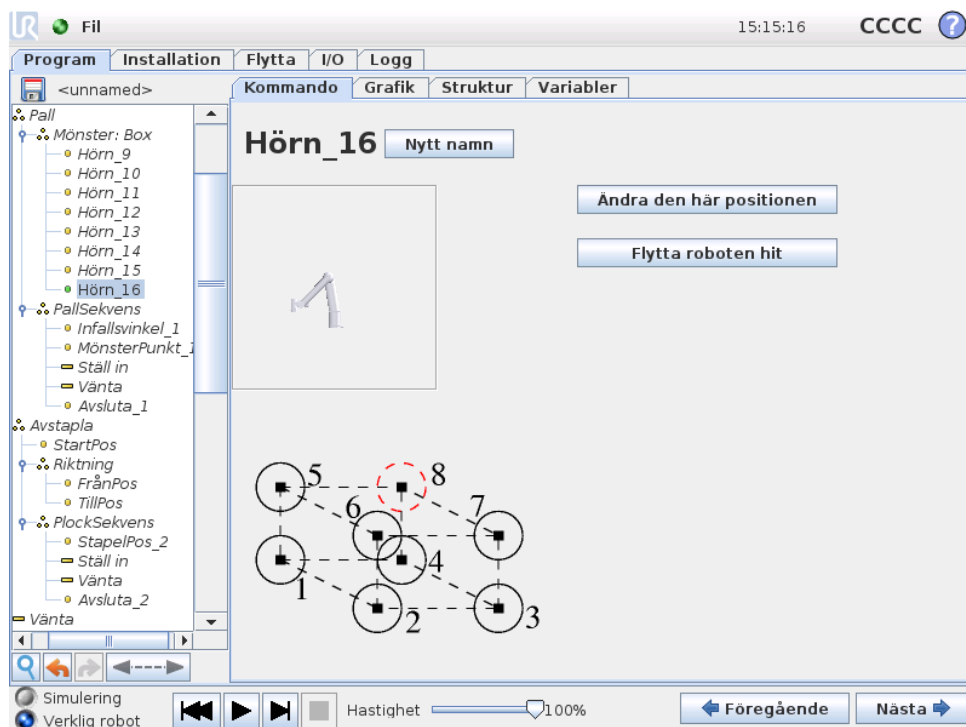 UR Fil 15:15:16 CCCC ?
Program Installation Flytta I/O Logg
<unnamed>
Kommando Grafik Struktur Variabler
Pall
Mönster: Box
Hörn_9
Hörn_10
Hörn_11
Hörn_12
Hörn_13
Hörn_14
Hörn_15
Hörn_16
PallSekvens
Infallsvinkel_1
MönsterPunkt_1
Ställ in
Vänta
Avsluta_1
Avstapla
StartPos
Riktning
FrånPos
TillPos
PlockSekvens
StapelPos_2
Ställ in
Vänta
Avsluta_2
Vänta
Hörn_16 Nytt namn
Ändra den här positionen
Flytta roboten hit
5 8
6 7
1 4
2 3
Simulering
Verklig robot
Hastighet 100%
Föregående Nästa